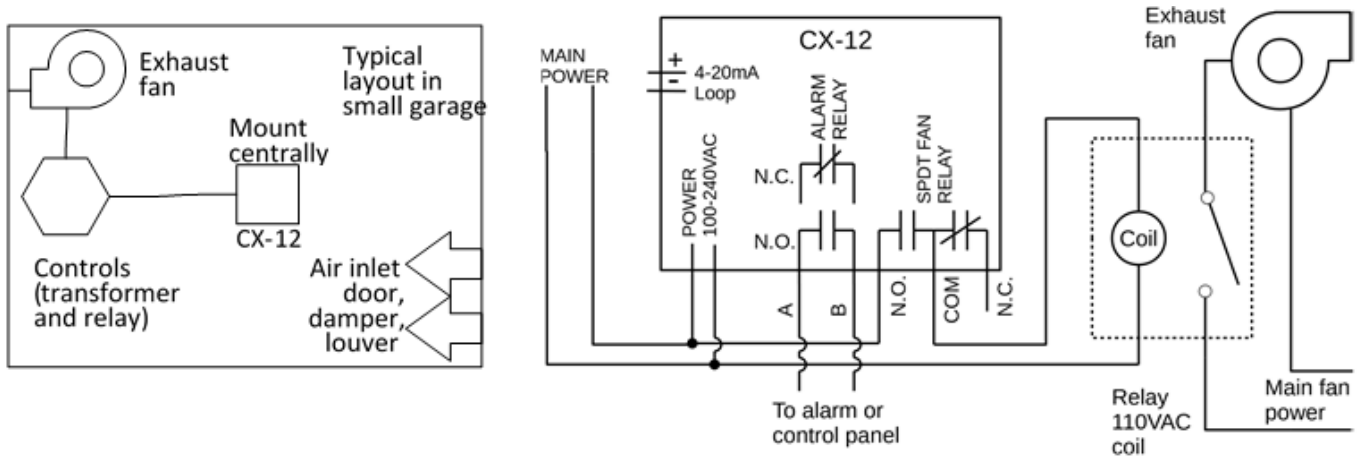 Exhaust
fan
Typical
layout in
small garage
Mount
centrally
CX-12
Controls
(transformer
and relay)
Air inlet
door,
damper,
louver
MAIN
POWER
CX-12
+
-
4-20mA
Loop
POWER
100-240VAC
ALARM
RELAY
N.C.
N.O.
SPDT FAN
RELAY
A
B
N.O.
COM
N.C.
To alarm or
control panel
Exhaust
fan
Coil
Relay
110VAC
coil
Main fan
power